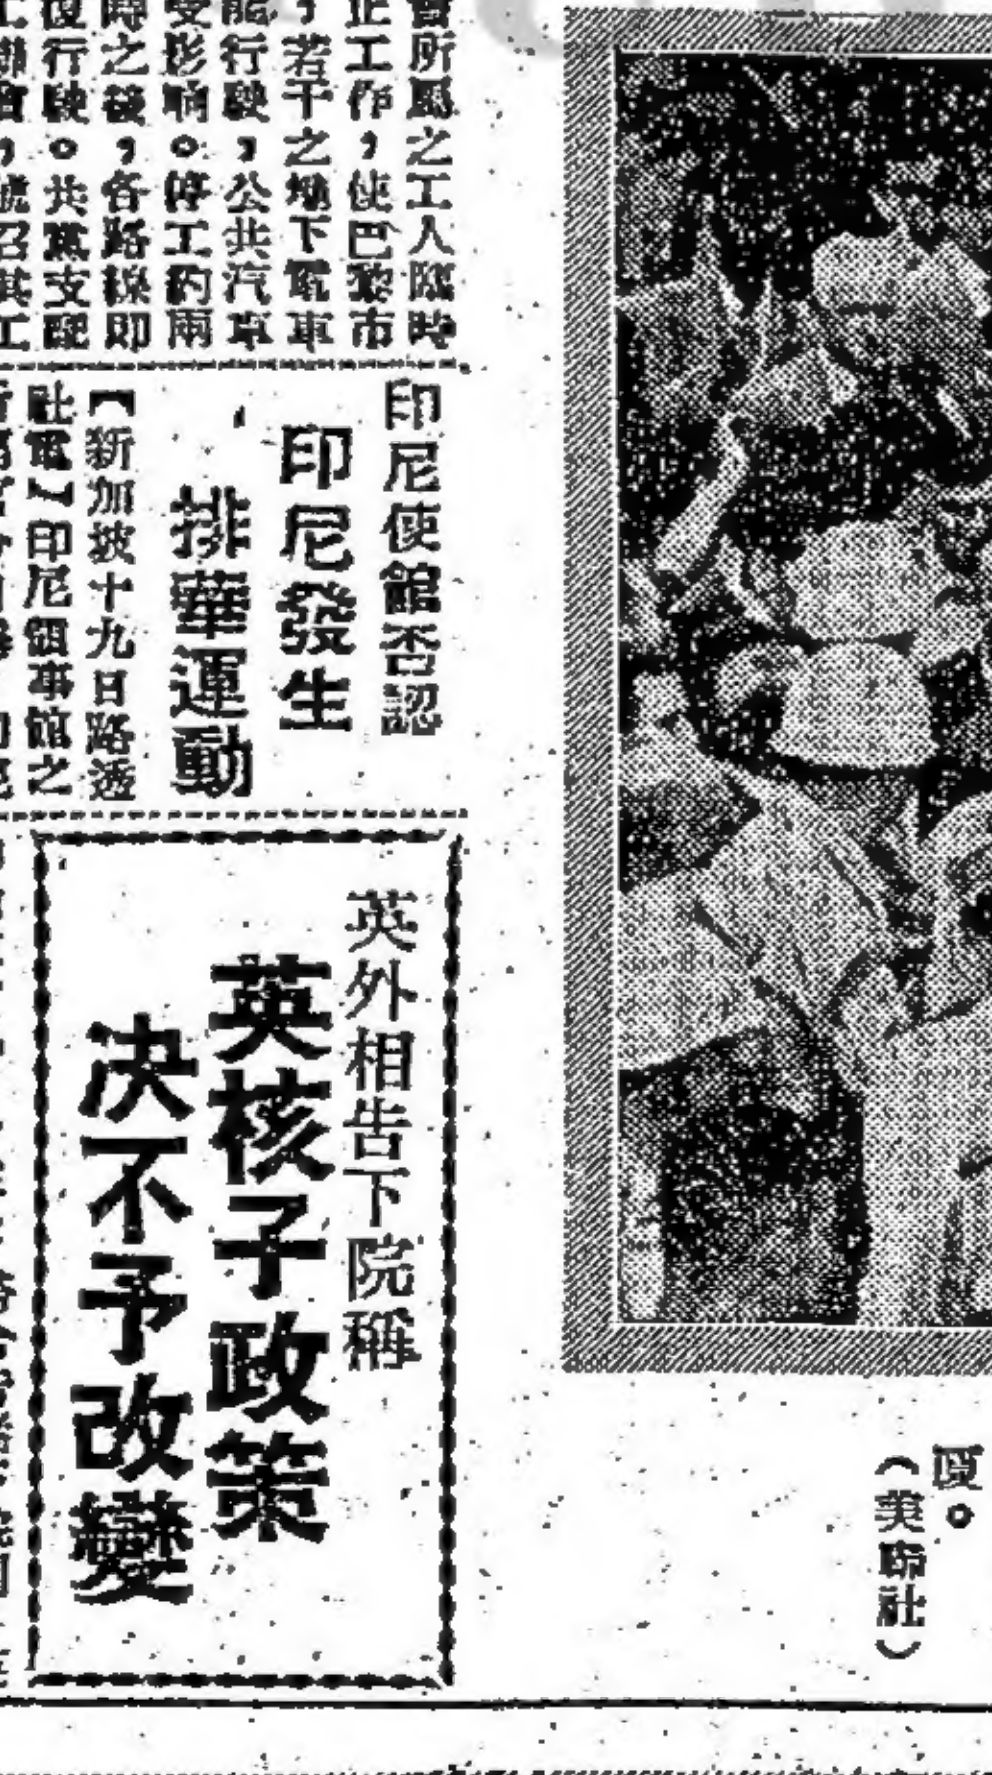 會所屬之工人臨時
止工作，使巴黎市
，若干之地下電車
能行駛，公共汽車
受影响。停工約兩
時之後，各路線即
復行駛。共黨支配
工聯會，號召其工
印尼使館否認
印尼發生
排華運動
【新加坡十九日路透
社電】印尼領事館之
英外相告下院稱
英核子政策
决不予改變
廈。
（美聯社）